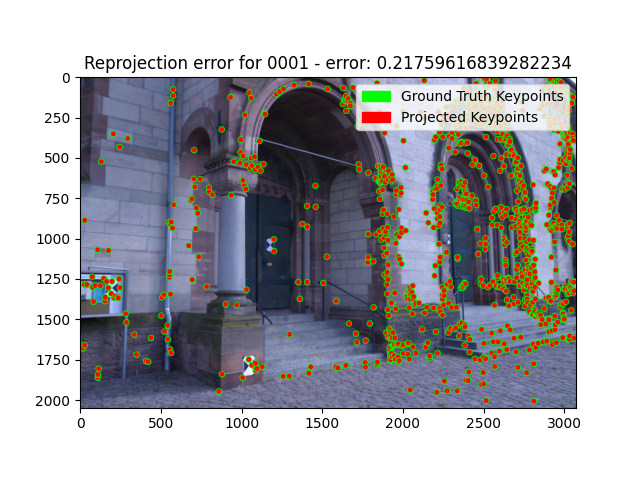 Reprojection error for 0001 - error: 0.21759616839282234
Ground Truth Keypoints
Projected Keypoints
0
250
500
750
1000
1250
1500
1750
2000
0 500 1000 1500 2000 2500 3000